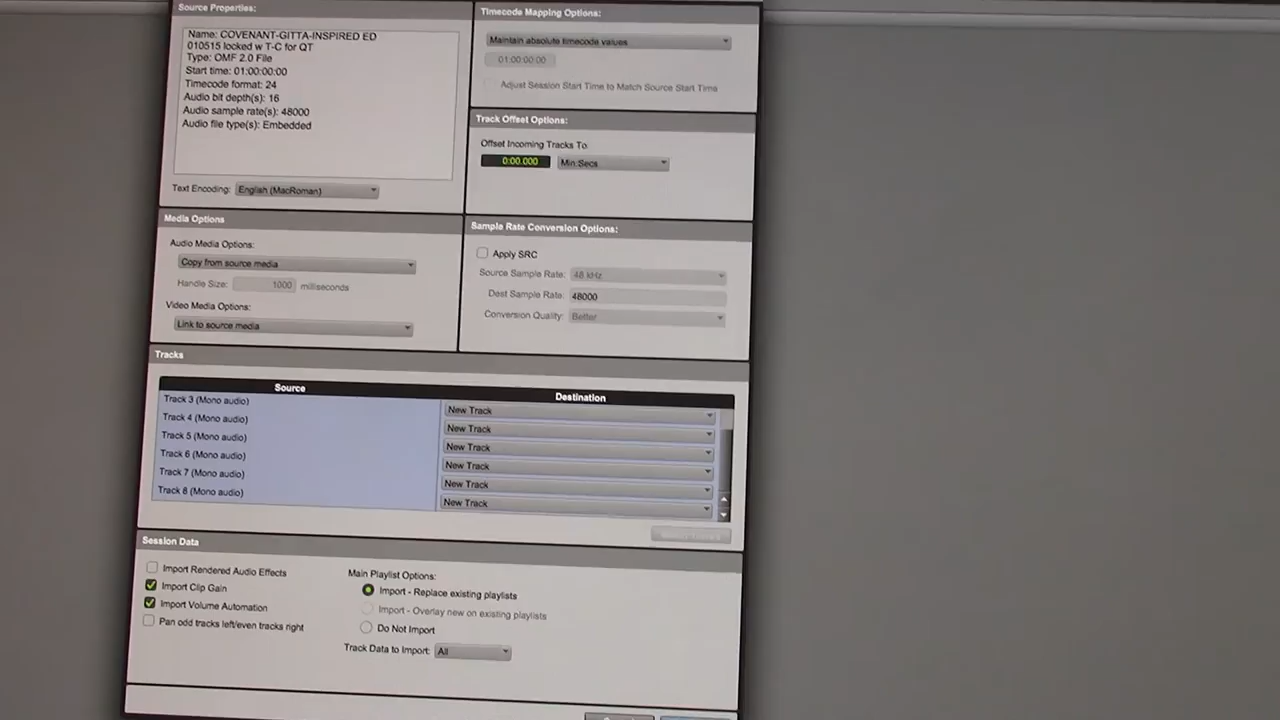 Source Properties:
Name: COVENANT-GITTA-INSPIRED ED
010515 locked w T-C for QT
Type: OMF 2.0 File
Start time: 01:00:00:00
Timecode format: 24
Audio bit depth(s): 16
Audio sample rate(s): 48000
Audio file type(s): Embedded
Text Encoding: English (MacRoman)
Timecode Mapping Options:
Maintain absolute timecode values
01:00:00:00
Adjust Session Start Time to Match Source Start Time
Track Offset Options:
Offset Incoming Tracks To
0:00.000 Min:Secs
Media Options
Audio Media Options:
Copy from source media
Handle Size: 1000 milliseconds
Video Media Options:
Link to source media
Sample Rate Conversion Options:
Apply SRC
Source Sample Rate: 48 kHz
Dest Sample Rate: 48000
Conversion Quality: Better
Tracks
Source Destination
Track 3 (Mono audio) New Track
Track 4 (Mono audio) New Track
Track 5 (Mono audio) New Track
Track 6 (Mono audio) New Track
Track 7 (Mono audio) New Track
Track 8 (Mono audio) New Track
Session Data
Import Rendered Audio Effects
Import Clip Gain
Import Volume Automation
Pan odd tracks left/even tracks right
Main Playlist Options:
Import - Replace existing playlists
Import - Overlay new on existing playlists
Do Not Import
Track Data to Import: All